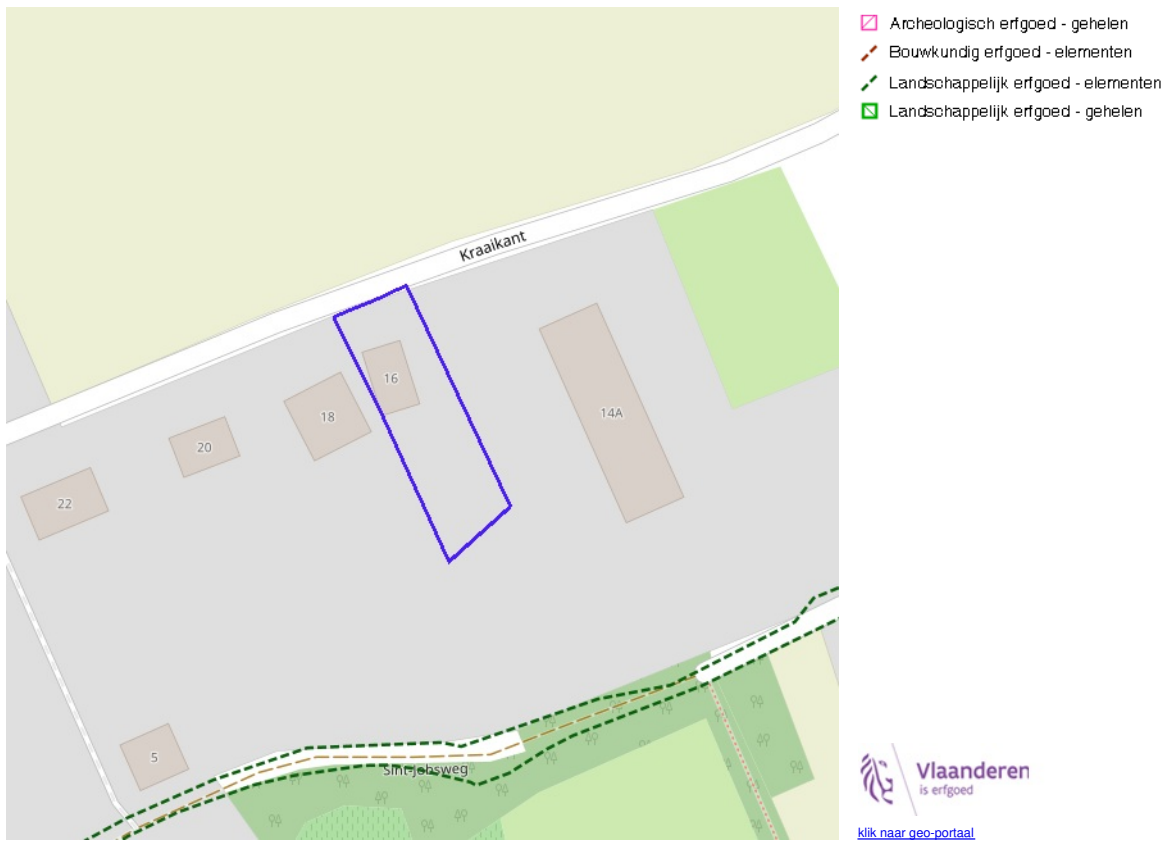 Archeologisch erfgoed - gehelen
Bouwkundig erfgoed - elementen
Landschappelijk erfgoed - elementen
Landschappelijk erfgoed - gehelen
Kraaikant
16
18
14A
20
22
5
Sint-Jobsweg
Vlaanderen
is erfgoed
klik naar geo-portaal